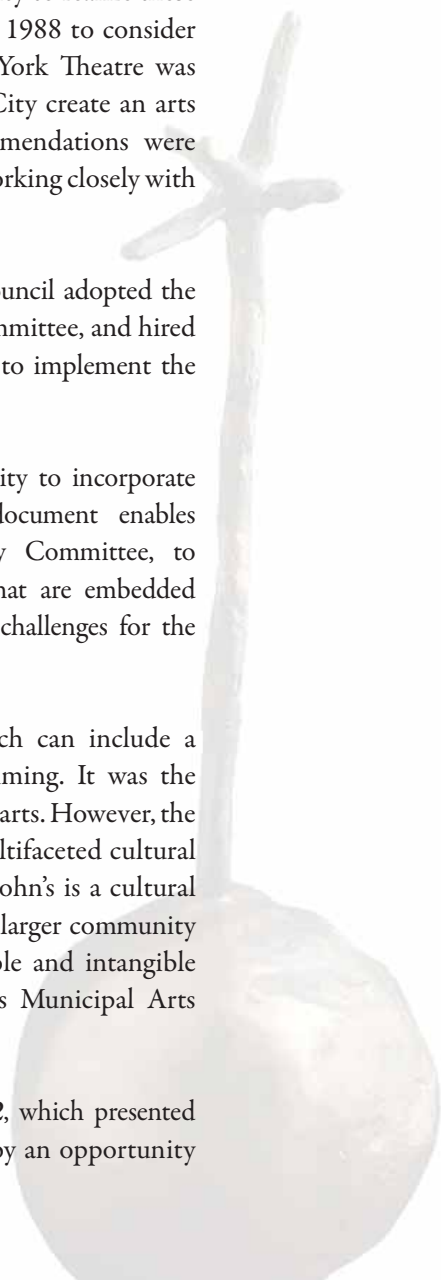 1988 to consider
York Theatre was
City create an arts
mendations were
orking closely with
ouncil adopted the
mmittee, and hired
to implement the
ity to incorporate
document enables
y Committee, to
hat are embedded
challenges for the
ch can include a
ming. It was the
arts. However, the
ltifaceted cultural
ohn's is a cultural
larger community
ble and intangible
s Municipal Arts
2, which presented
by an opportunity